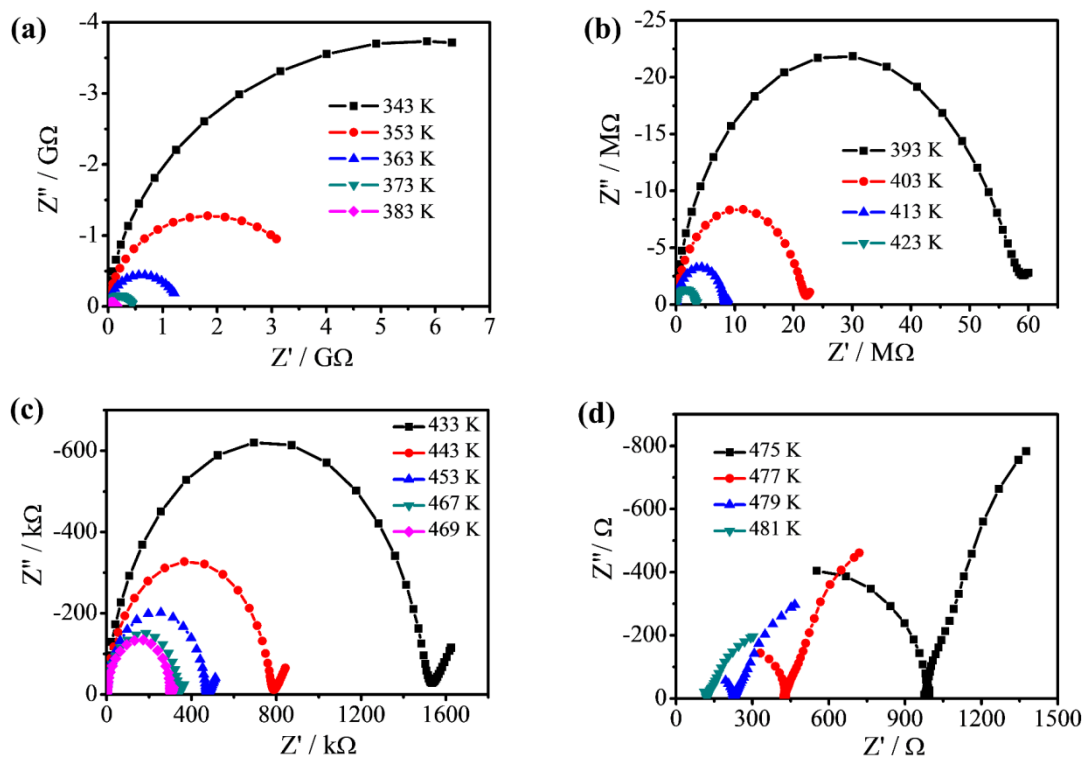 (a)
-4
-3
-2
-1
0
Z'' / GΩ
343 K
353 K
363 K
373 K
383 K
0 1 2 3 4 5 6 7
Z' / GΩ
(b)
-25
-20
-15
-10
-5
0
Z'' / MΩ
393 K
403 K
413 K
423 K
0 10 20 30 40 50 60
Z' / MΩ
(c)
-600
-400
-200
0
Z'' / kΩ
433 K
443 K
453 K
467 K
469 K
0 400 800 1200 1600
Z' / kΩ
(d)
-800
-600
-400
-200
0
Z''/ Ω
475 K
477 K
479 K
481 K
0 300 600 900 1200 1500
Z' / Ω